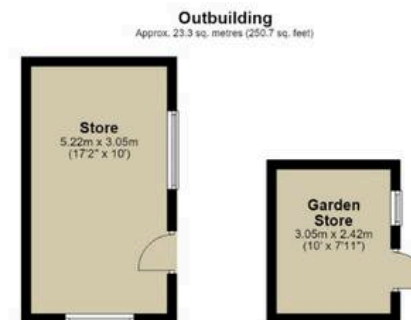 Outbuilding
Approx. 23.3 sq. metres (250.7 sq. feet)
Store
5.22m x 3.05m
(17'2" x 10')
Garden
Store
3.05m x 2.42m
(10' x 7'11")